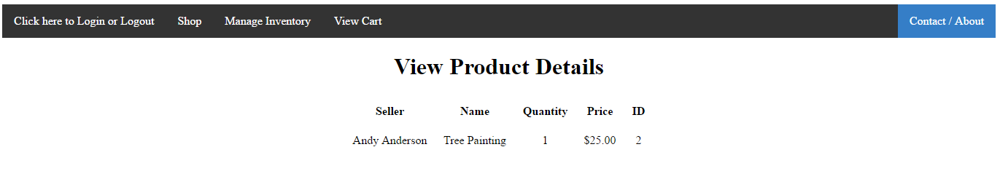 Click here to Login or Logout Shop Manage Inventory View Cart Contact / About
View Product Details
Seller Name Quantity Price ID
Andy Anderson Tree Painting 1 $25.00 2